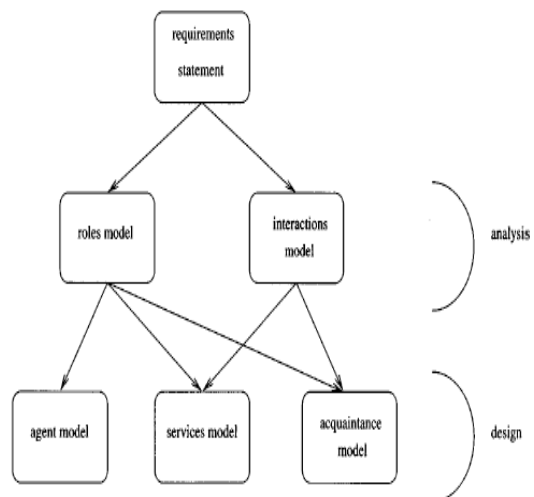 requirements
statement
roles model
interactions
model
analysis
agent model
services model
acquaintance
model
design